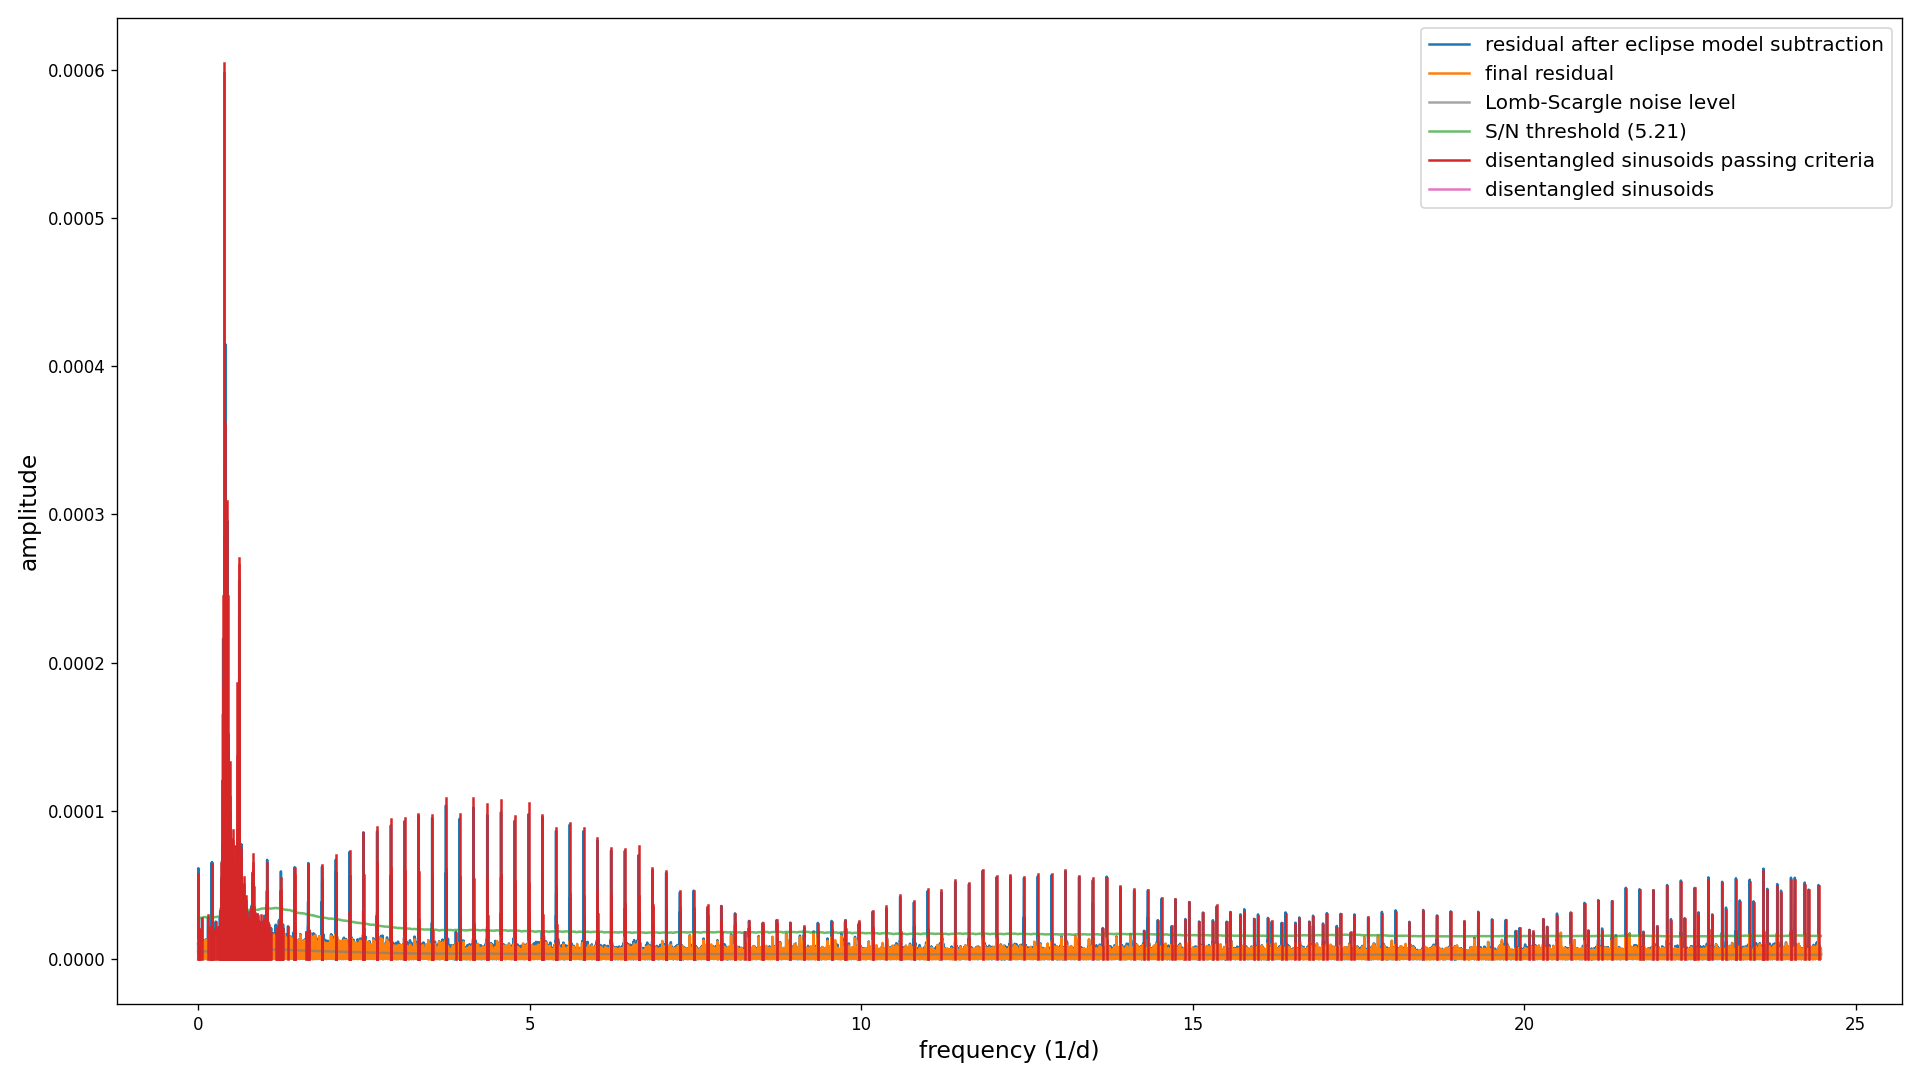 residual after eclipse model subtraction
final residual
Lomb-Scargle noise level
S/N threshold (5.21)
disentangled sinusoids passing criteria
disentangled sinusoids
0.0006
0.0005
0.0004
0.0003
0.0002
0.0001
0.0000
amplitude
0 5 10 15 20 25
frequency (1/d)